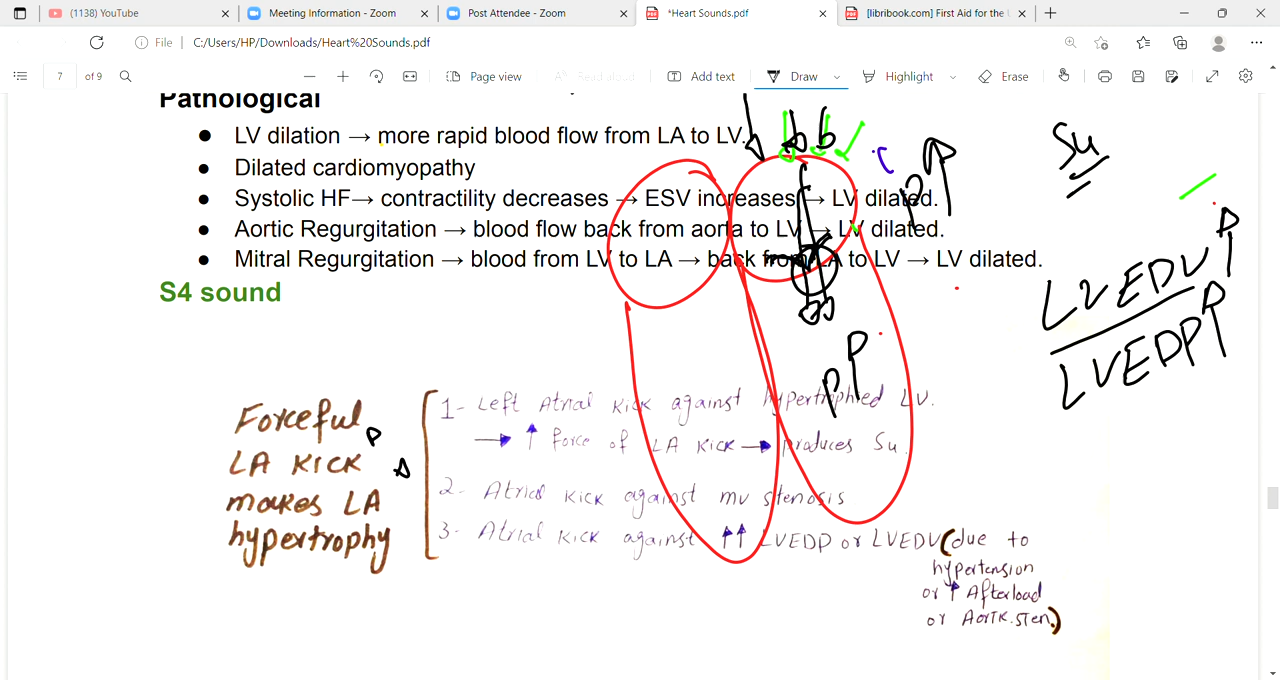 (1138) YouTube
Meeting Information - Zoom
Post Attendee - Zoom
*Heart Sounds.pdf
[libribook.com] First Aid for the
File
C:/Users/HP/Downloads/Heart%20Sounds.pdf
7 of 9
Page view
Read aloud
Add text
Draw
Highlight
Erase
Pathological
● LV dilation → more rapid blood flow from LA to LV.
● Dilated cardiomyopathy
● Systolic HF→ contractility decreases → ESV increases → LV dilated.
● Aortic Regurgitation → blood flow back from aorta to LV → LV dilated.
● Mitral Regurgitation → blood from LV to LA → back from LA to LV → LV dilated.
S4 sound
S4
LVEDV↑
LVEDP↑
P↑
P↑
Forceful
LA KICK
makes LA
hypertrophy
1- Left Atrial Kick against hypertrophied LV.
→ ↑ force of LA KICK → produces S4.
2- Atrial Kick against mv stenosis
3- Atrial Kick against ↑↑ LVEDP or LVEDV (due to
hypertension
or ↑ Afterload
or Aortic.sten.)